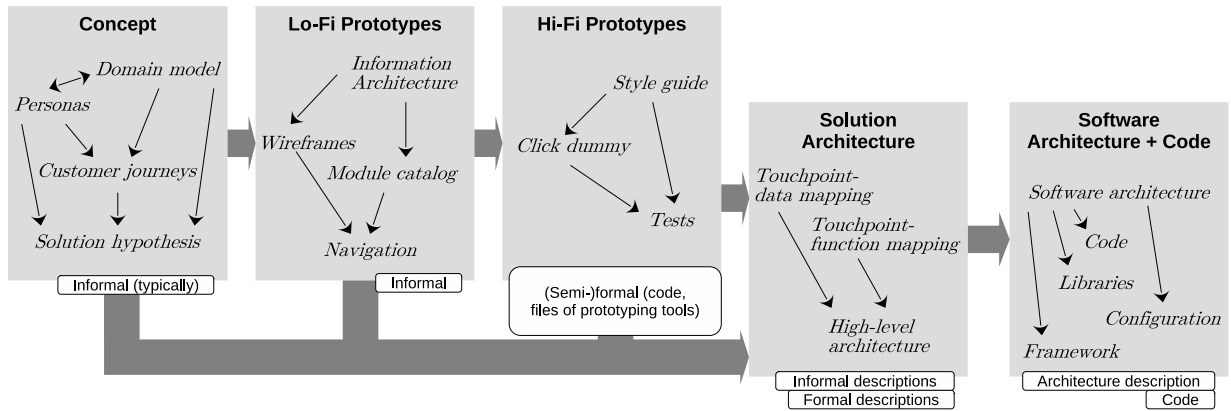 Concept
Domain model
Personas
Customer journeys
Solution hypothesis
Informal (typically)
Lo-Fi Prototypes
Information
Architecture
Wireframes
Module catalog
Navigation
Informal
Hi-Fi Prototypes
Style guide
Click dummy
Tests
(Semi-)formal (code,
files of prototyping tools)
Solution
Architecture
Touchpoint-
data mapping
Touchpoint-
function mapping
High-level
architecture
Informal descriptions
Formal descriptions
Software
Architecture + Code
Software architecture
Code
Libraries
Configuration
Framework
Architecture description
Code